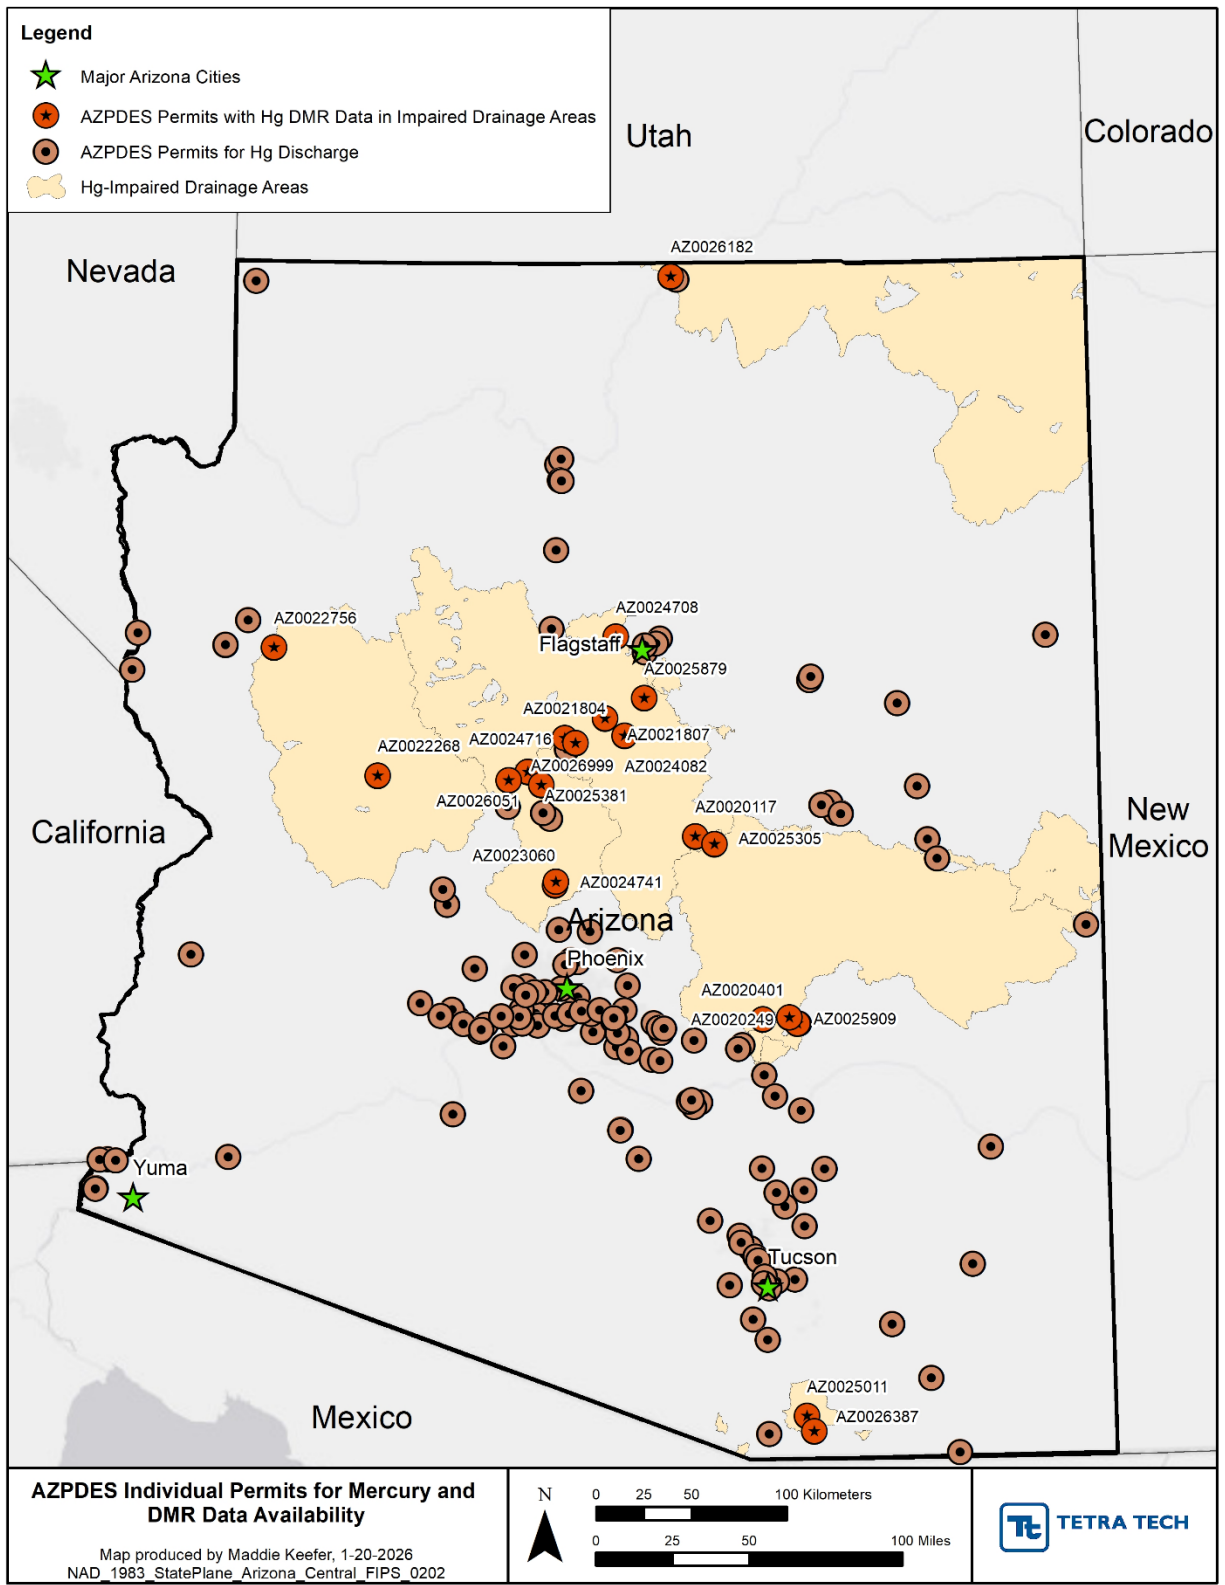 Legend
Major Arizona Cities
AZPDES Permits with Hg DMR Data in Impaired Drainage Areas
AZPDES Permits for Hg Discharge
Hg-Impaired Drainage Areas
Utah
Colorado
Nevada
AZ0026182
AZ0022756
AZ0024708
Flagstaff
AZ0025879
AZ0021804
AZ0022268
AZ0024716
AZ0021807
AZ0026999
AZ0024082
AZ0026051
AZ0025381
AZ0020117
AZ0025305
California
New
Mexico
AZ0023060
AZ0024741
Arizona
Phoenix
AZ0020401
AZ0020249
AZ0025909
Yuma
Tucson
AZ0025011
AZ0026387
Mexico
AZPDES Individual Permits for Mercury and
DMR Data Availability
Map produced by Maddie Keefer, 1-20-2026
NAD_1983_StatePlane_Arizona_Central_FIPS_0202
N
0 25 50 100 Kilometers
0 25 50 100 Miles
Tt TETRA TECH